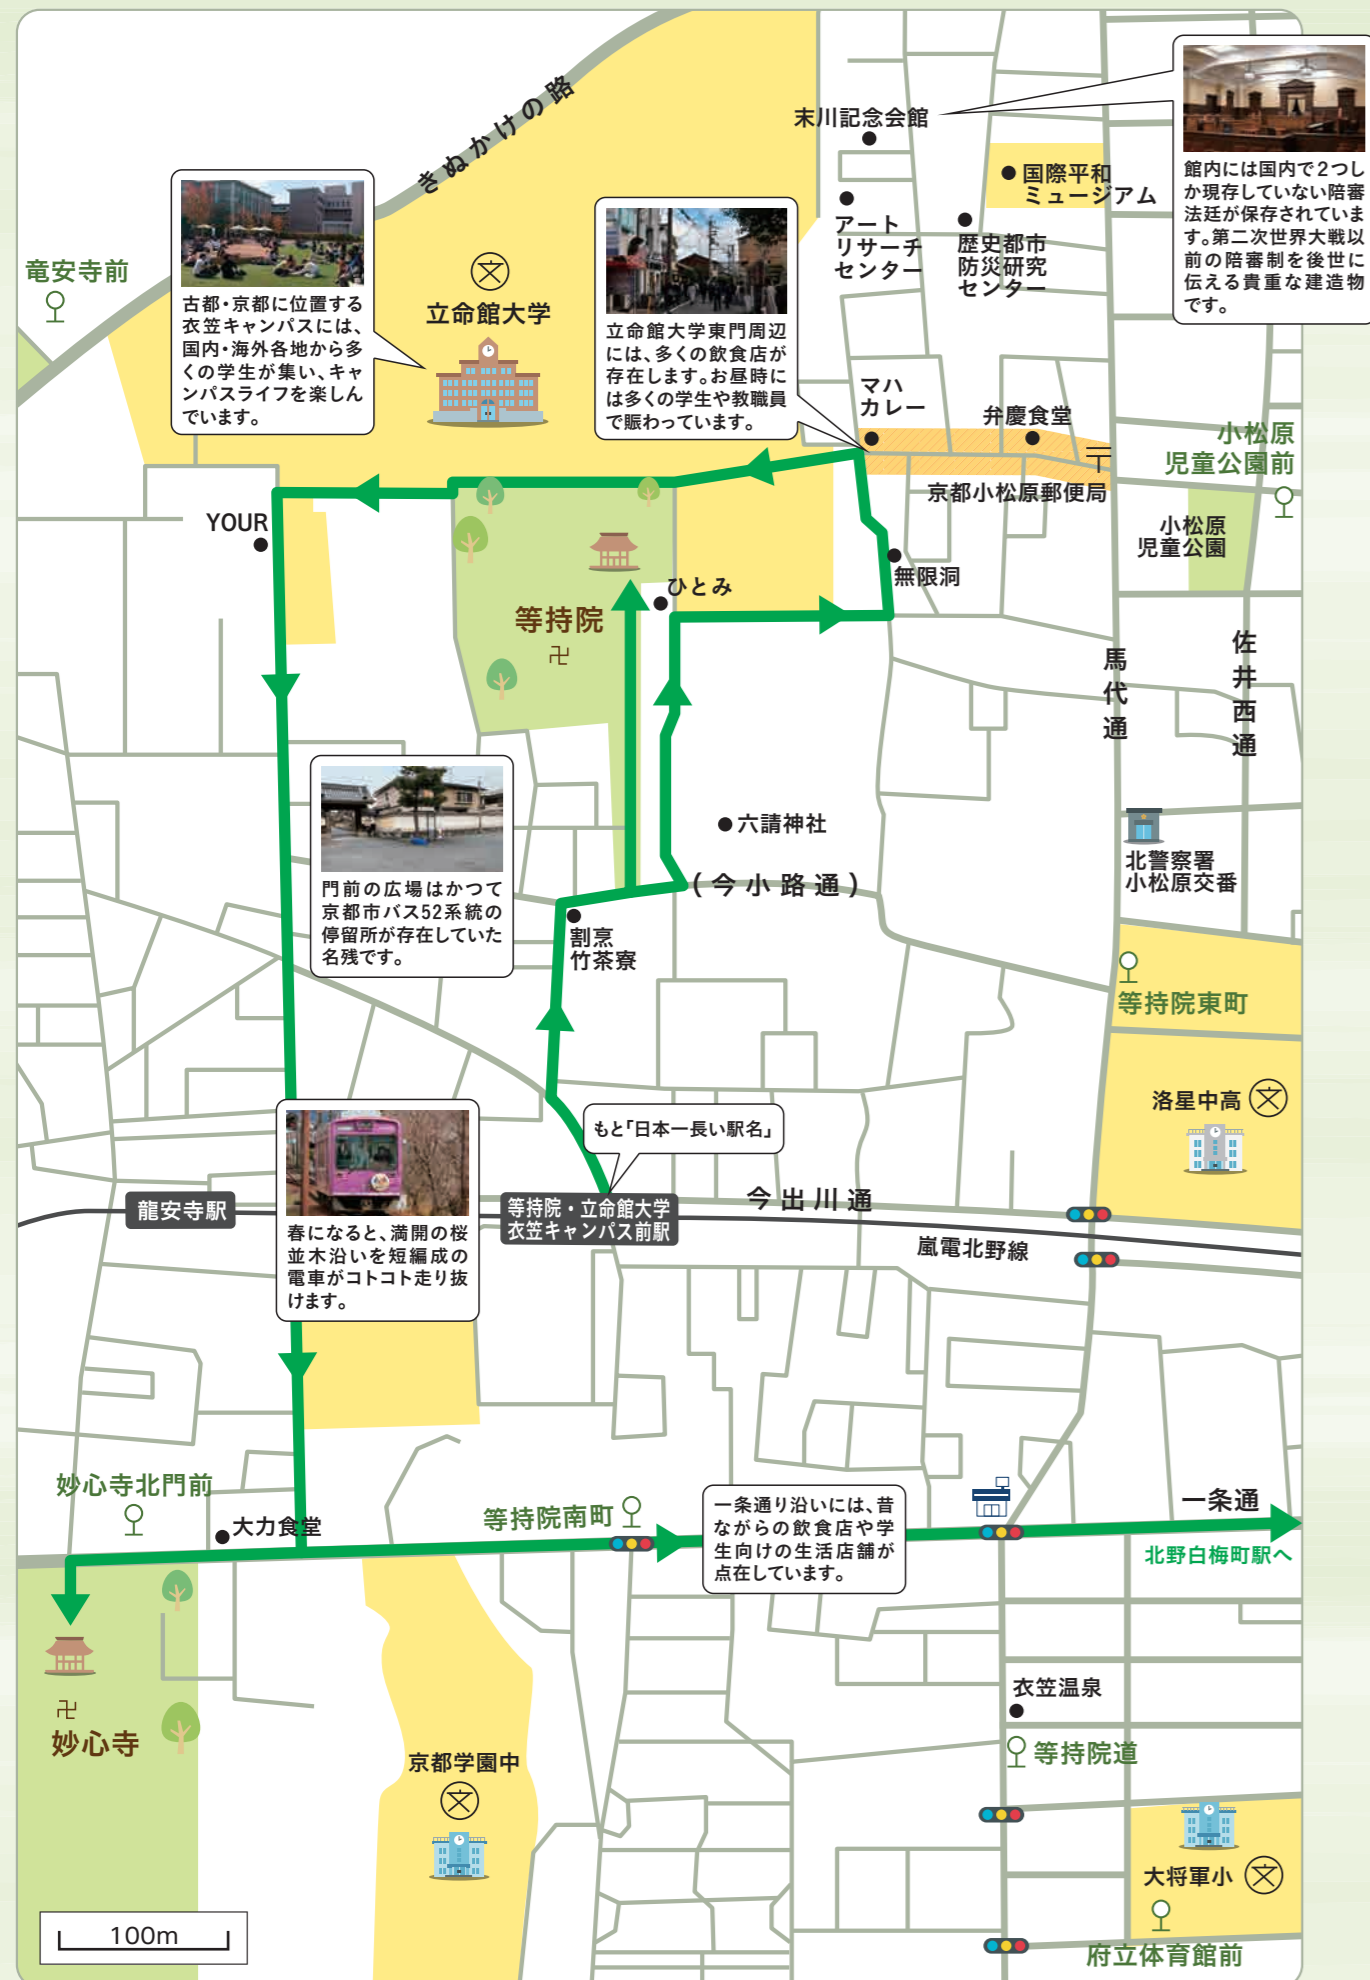 きぬかけの路
末川記念会館
国際平和
ミュージアム
アート
リサーチ
センター
歴史都市
防災研究
センター
館内には国内で2つし
か現存していない陪審
法廷が保存されていま
す。第二次世界大戦以
前の陪審制を後世に
伝える貴重な建造物
です。
竜安寺前
古都・京都に位置する
衣笠キャンパスには、
国内・海外各地から多
くの学生が集い、キャ
ンパスライフを楽しん
でいます。
文
立命館大学
立命館大学東門周辺
には、多くの飲食店が
存在します。お昼時に
は多くの学生や教職員
で賑わっています。
マハ
カレー
弁慶食堂
〒
京都小松原郵便局
小松原
児童公園前
小松原
児童公園
YOUR
無限洞
ひとみ
等持院
卍
馬代通
佐井西通
門前の広場はかつて
京都市バス52系統の
停留所が存在していた
名残です。
六請神社
(今小路通)
北警察署
小松原交番
割烹
竹茶寮
等持院東町
洛星中高
文
もと「日本一長い駅名」
龍安寺駅
等持院・立命館大学
衣笠キャンパス前駅
今出川通
嵐電北野線
春になると、満開の桜
並木沿いを短編成の
電車がコトコト走り抜
けます。
妙心寺北門前
大力食堂
等持院南町
一条通り沿いには、昔
ながらの飲食店や学
生向けの生活店舗が
点在しています。
一条通
北野白梅町駅へ
卍
妙心寺
衣笠温泉
等持院道
京都学園中
文
大将軍小
文
府立体育館前
100m